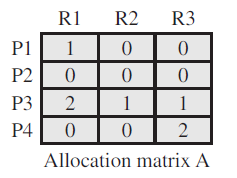 R1 R2 R3
P1 1 0 0
P2 0 0 0
P3 2 1 1
P4 0 0 2
Allocation matrix A